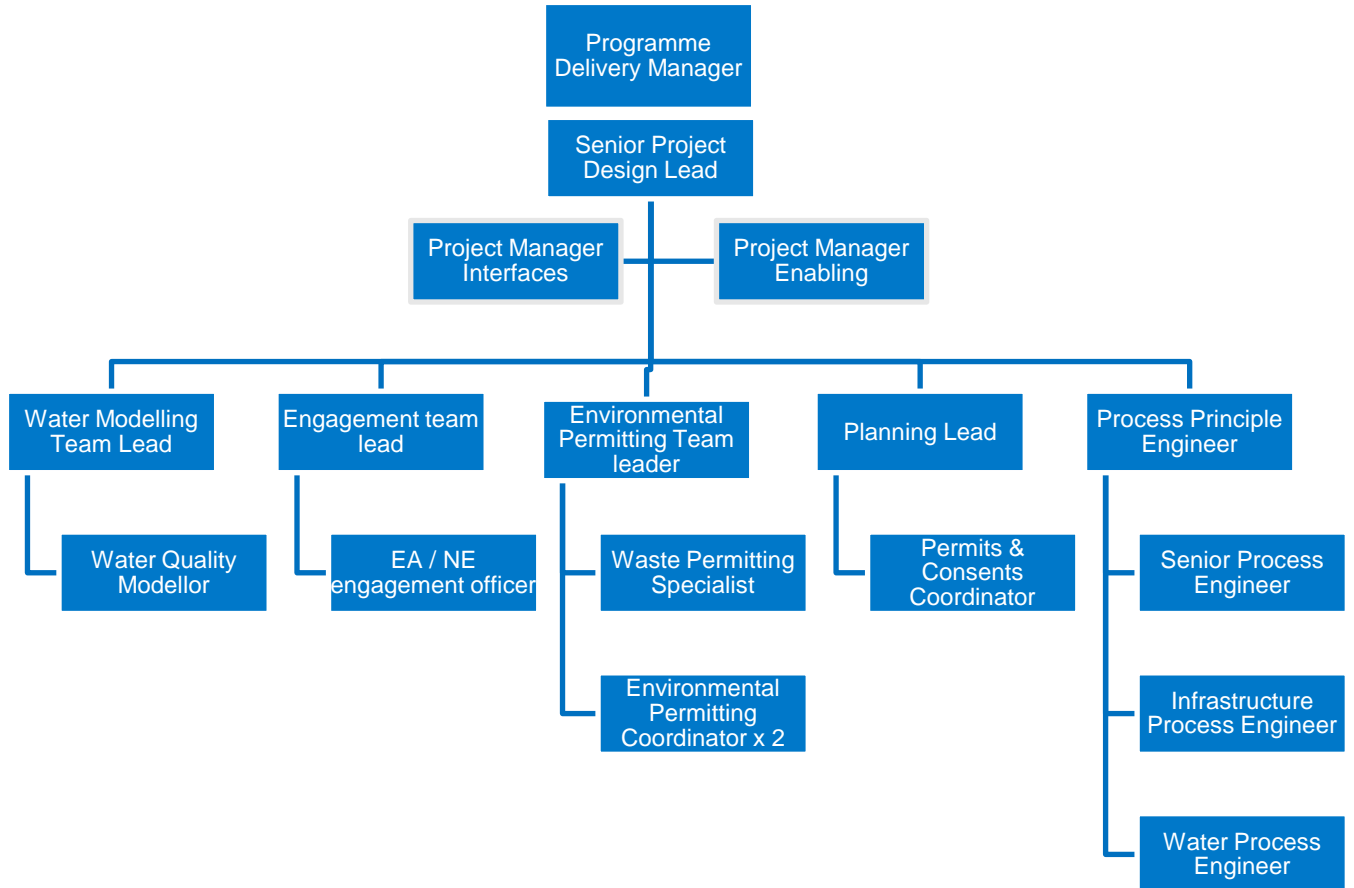 Programme
Delivery Manager
Senior Project
Design Lead
Project Manager
Interfaces
Project Manager
Enabling
Water Modelling
Team Lead
Engagement team
lead
Environmental
Permitting Team
leader
Planning Lead
Process Principle
Engineer
Water Quality
Modellor
EA / NE
engagement officer
Waste Permitting
Specialist
Permits &
Consents
Coordinator
Senior Process
Engineer
Environmental
Permitting
Coordinator x 2
Infrastructure
Process Engineer
Water Process
Engineer